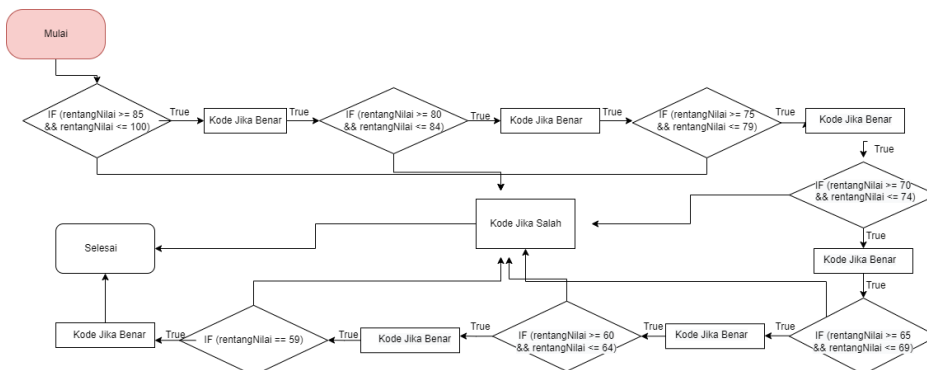 Mulai
IF (rentangNilai >= 85
&& rentangNilai <= 100)
True
Kode Jika Benar
True
IF (rentangNilai >= 80
&& rentangNilai <= 84)
True
Kode Jika Benar
True
IF (rentangNilai >= 75
&& rentangNilai <= 79)
True
Kode Jika Benar
True
IF (rentangNilai >= 70
&& rentangNilai <= 74)
True
Kode Jika Benar
True
IF (rentangNilai >= 65
&& rentangNilai <= 69)
True
Kode Jika Benar
True
IF (rentangNilai >= 60
&& rentangNilai <= 64)
True
Kode Jika Benar
True
IF (rentangNilai == 59)
True
Kode Jika Benar
Kode Jika Salah
Selesai